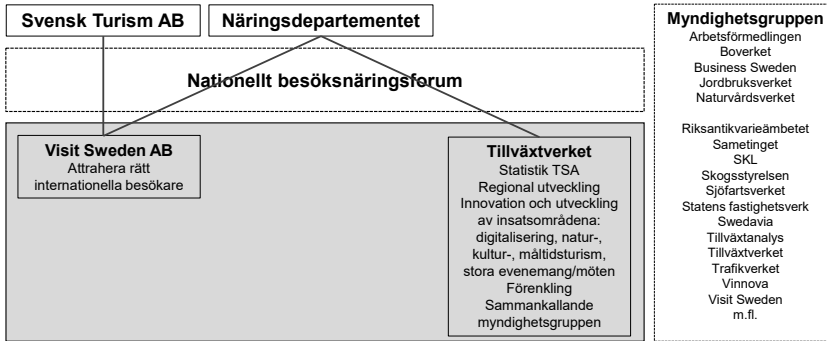 Svensk Turism AB
Näringsdepartementet
Nationellt besöksnäringsforum
Visit Sweden AB
Attrahera rätt
internationella besökare
Tillväxtverket
Statistik TSA
Regional utveckling
Innovation och utveckling
av insatsområdena:
digitalisering, natur-,
kultur-, måltidsturism,
stora evenemang/möten
Förenkling
Sammankallande
myndighetsgruppen
Myndighetsgruppen
Arbetsförmedlingen
Boverket
Business Sweden
Jordbruksverket
Naturvårdsverket
Riksantikvarieämbetet
Sametinget
SKL
Skogsstyrelsen
Sjöfartsverket
Statens fastighetsverk
Swedavia
Tillväxtanalys
Tillväxtverket
Trafikverket
Vinnova
Visit Sweden
m.fl.